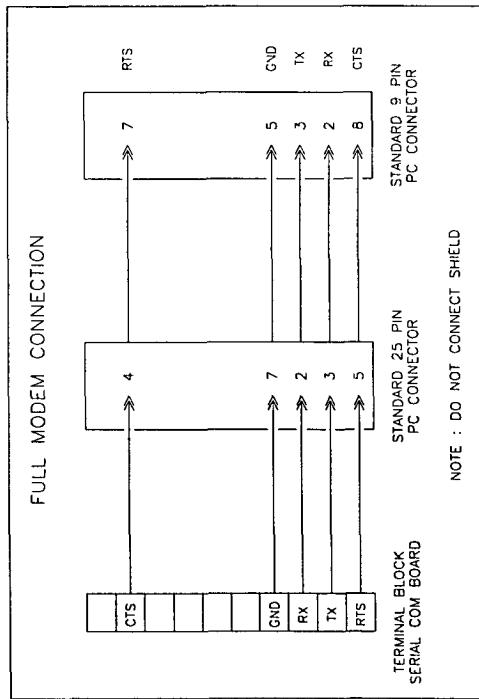 FULL MODEM CONNECTION
CTS 4 7 RTS
GND 7 5 GND
RX 2 3 TX
TX 3 2 RX
RTS 5 8 CTS
TERMINAL BLOCK
SERIAL COM BOARD
STANDARD 25 PIN
PC CONNECTOR
STANDARD 9 PIN
PC CONNECTOR
NOTE : DO NOT CONNECT SHIELD